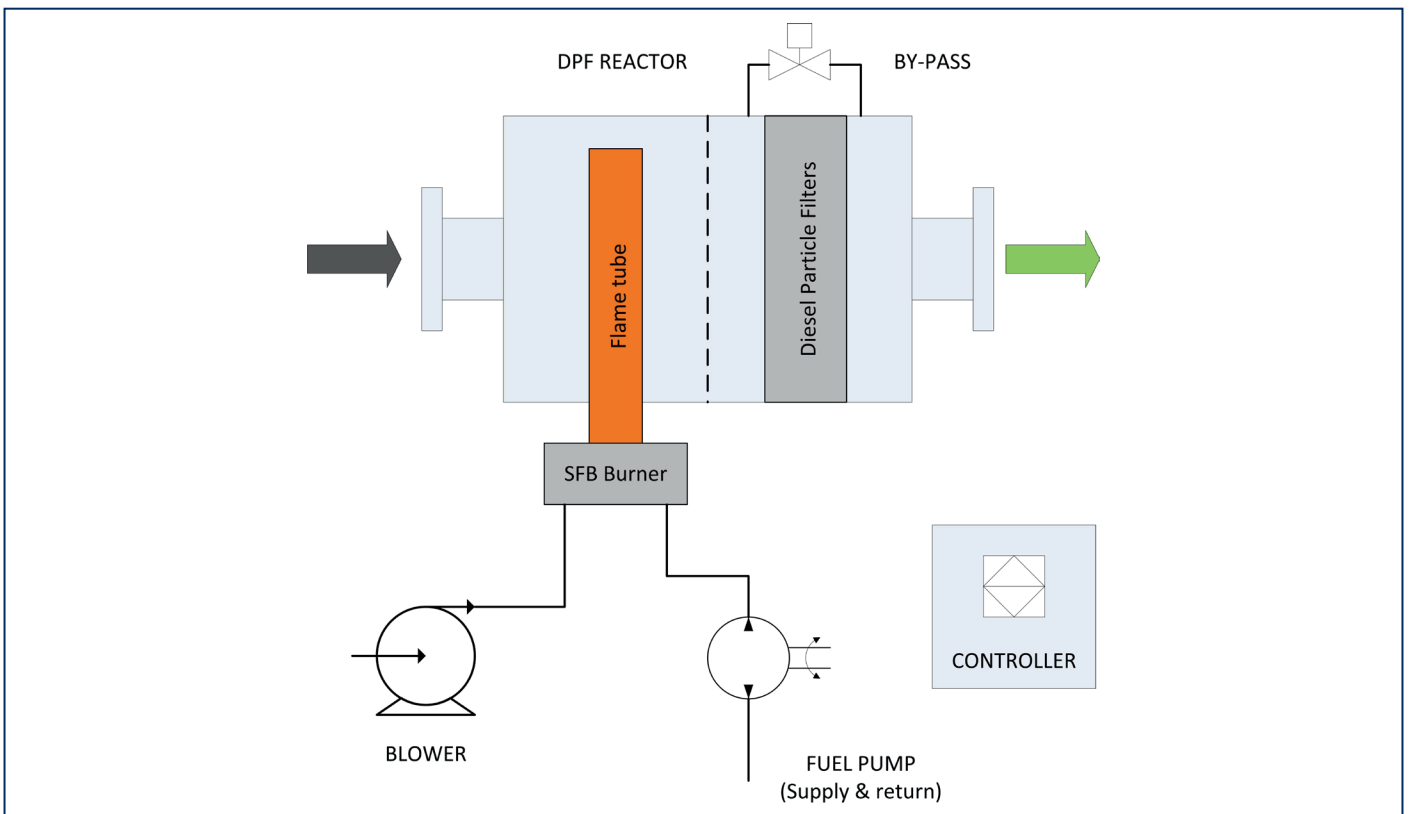 DPF REACTOR
BY-PASS
Flame tube
Diesel Particle Filters
SFB Burner
CONTROLLER
BLOWER
FUEL PUMP
(Supply & return)